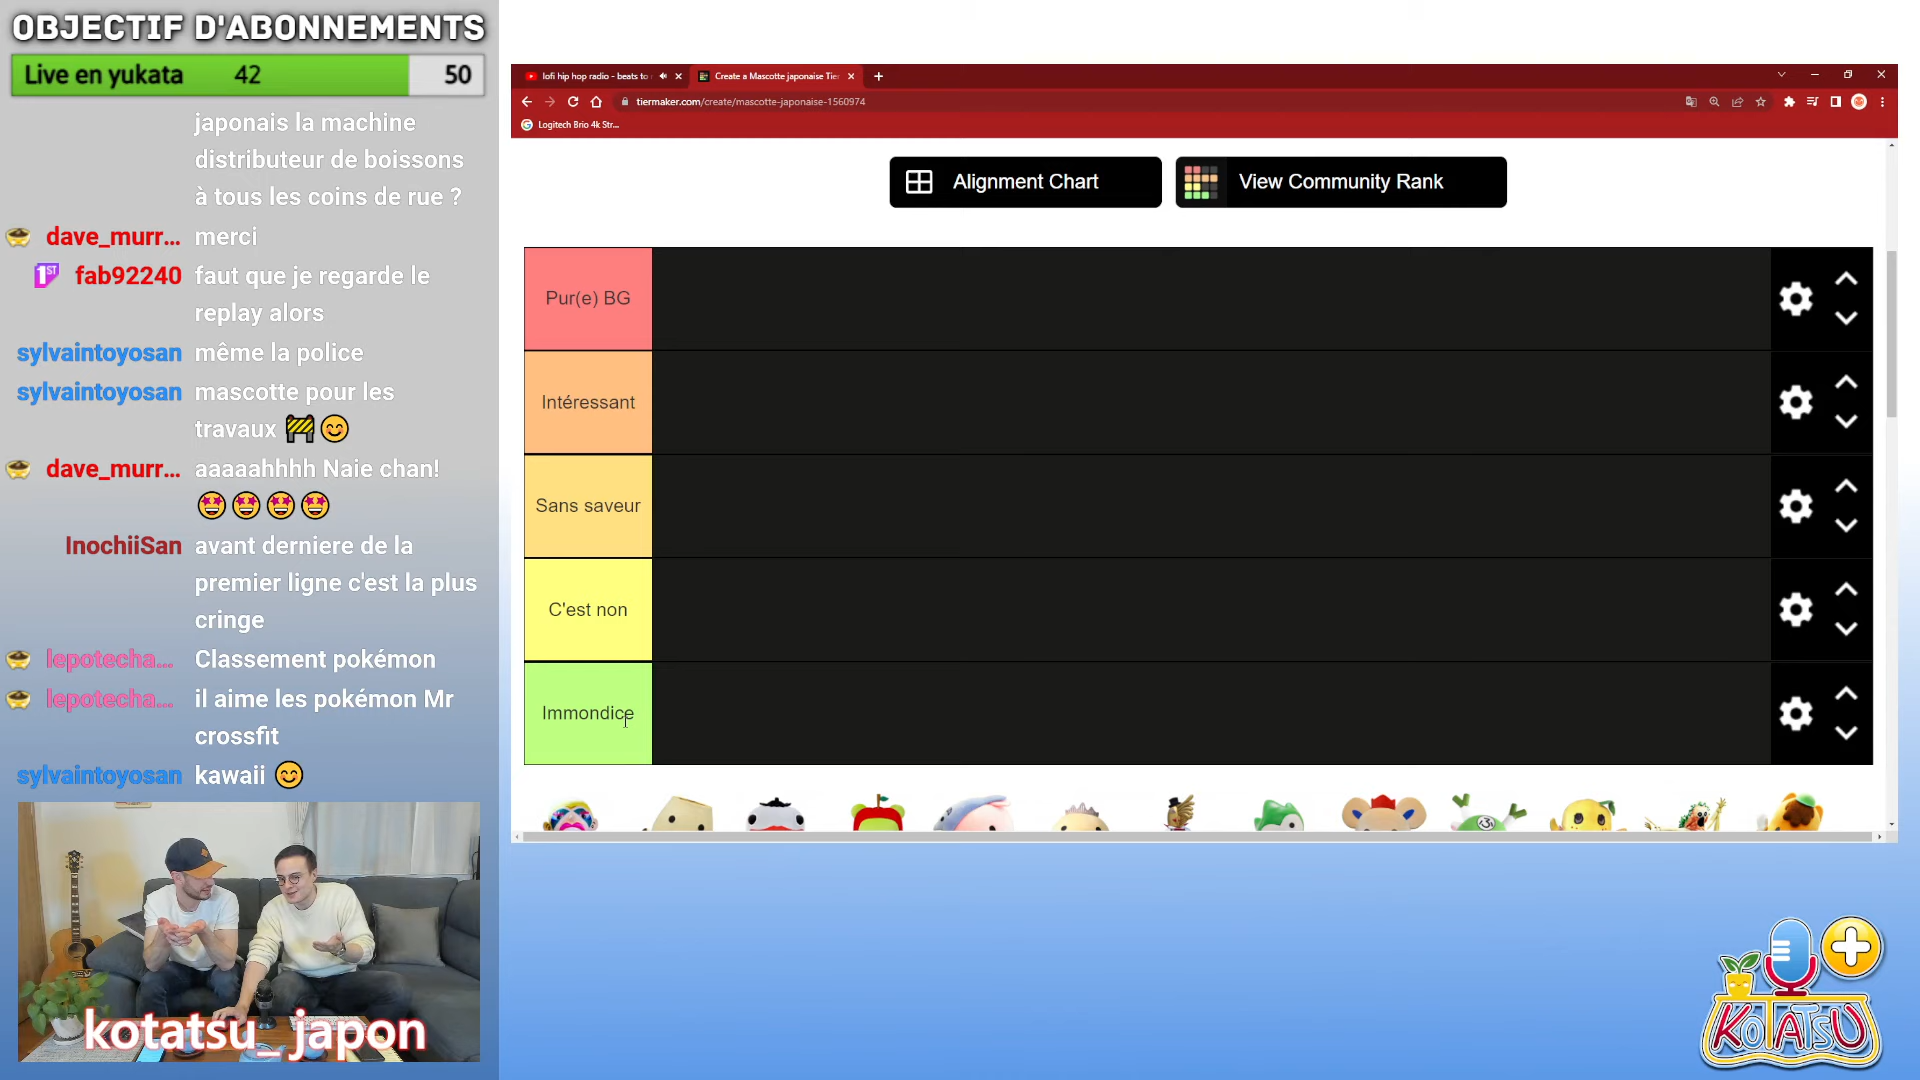 OBJECTIF D'ABONNEMENTS
Live en yukata 42 50
japonais la machine
distributeur de boissons
à tous les coins de rue ?
dave_murr... merci
1ST fab92240 faut que je regarde le
replay alors
sylvaintoyosan même la police
sylvaintoyosan mascotte pour les
travaux 🚧😊
dave_murr... aaaaahhhh Naie chan!
🤩🤩🤩🤩
InochiiSan avant derniere de la
premier ligne c'est la plus
cringe
lepotecha... Classement pokémon
lepotecha... il aime les pokémon Mr
crossfit
sylvaintoyosan kawaii 😊
kotatsu_japon
lofi hip hop radio - beats to
Create a Mascotte japonaise Tie
tiermaker.com/create/mascotte-japonaise-1560974
Logitech Brio 4k Str...
Alignment Chart
View Community Rank
Pur(e) BG
Intéressant
Sans saveur
C'est non
Immondice
KOTATSU